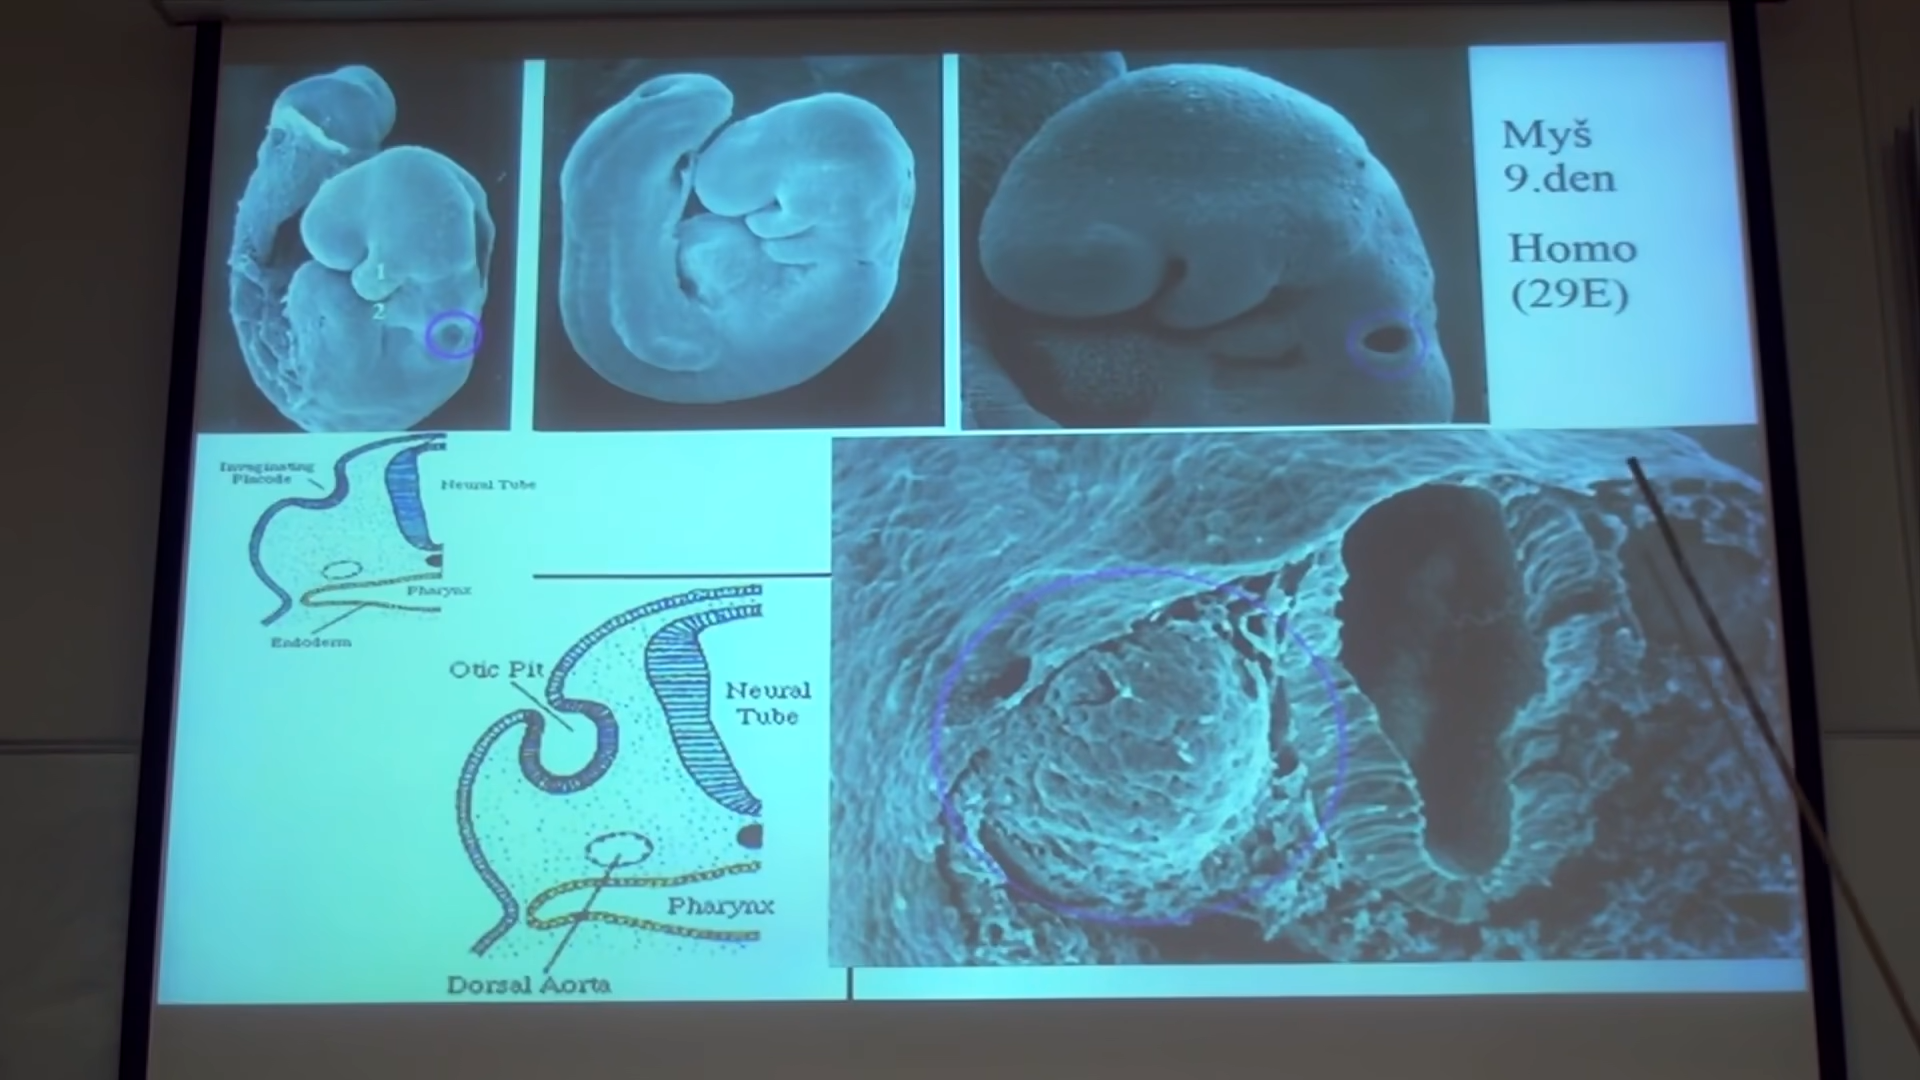 Myš
9.den
Homo
(29E)
1
2
Invaginating
Placode
Neural Tube
Pharynx
Endoderm
Otic Pit
Neural
Tube
Pharynx
Dorsal Aorta